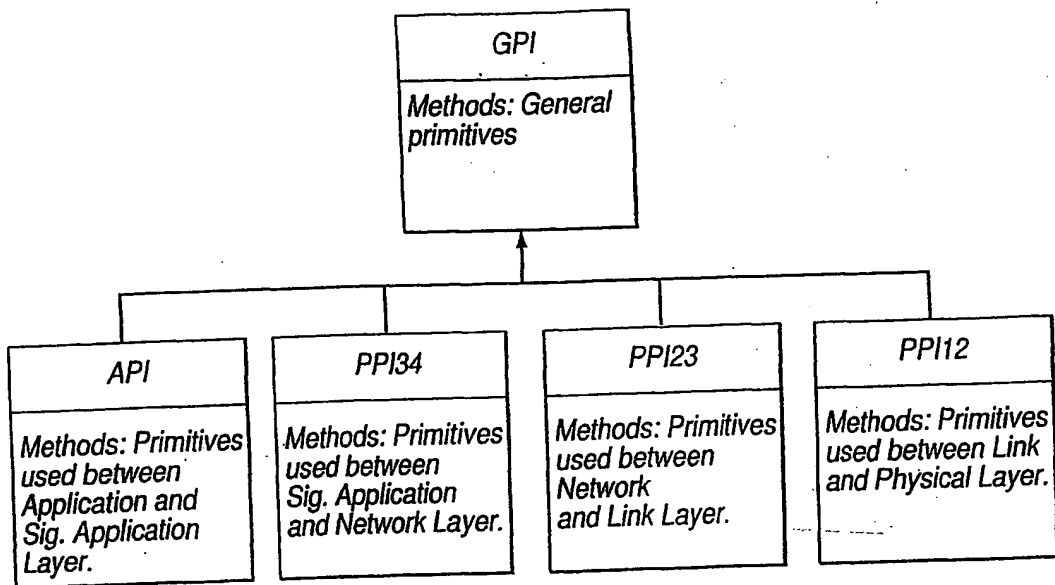 GPI
Methods: General
primitives
API
Methods: Primitives
used between
Application and
Sig. Application
Layer.
PPI34
Methods: Primitives
used between
Sig. Application
and Network Layer.
PPI23
Methods: Primitives
used between
Network
and Link Layer.
PPI12
Methods: Primitives
used between Link
and Physical Layer.